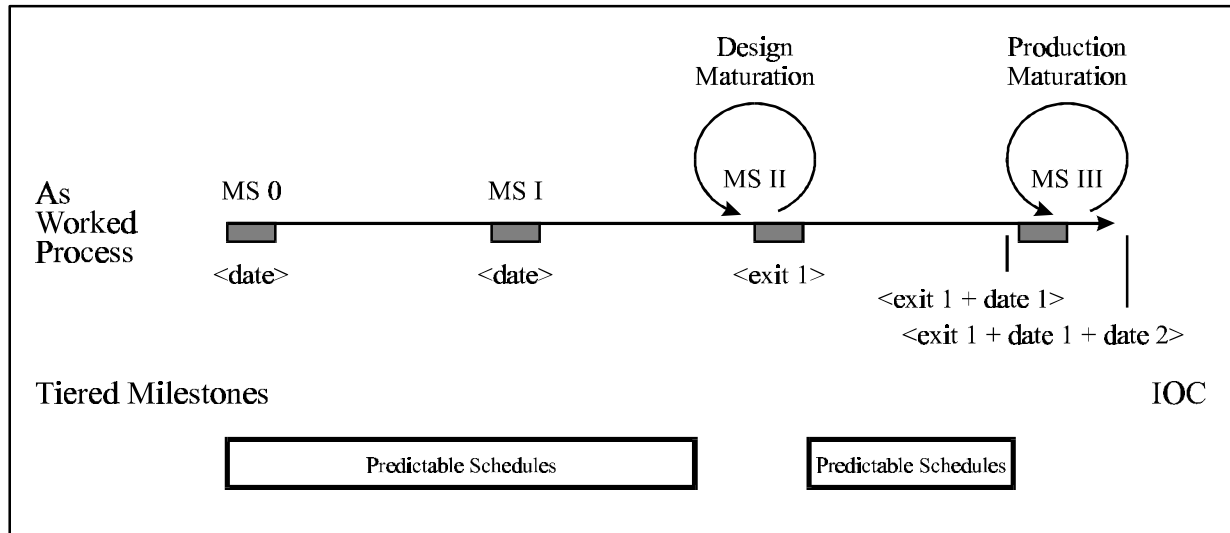 Design
Maturation
Production
Maturation
As
Worked
Process
MS 0
MS I
MS II
MS III
<date>
<date>
<exit 1>
<exit 1 + date 1>
<exit 1 + date 1 + date 2>
Tiered Milestones
IOC
Predictable Schedules
Predictable Schedules